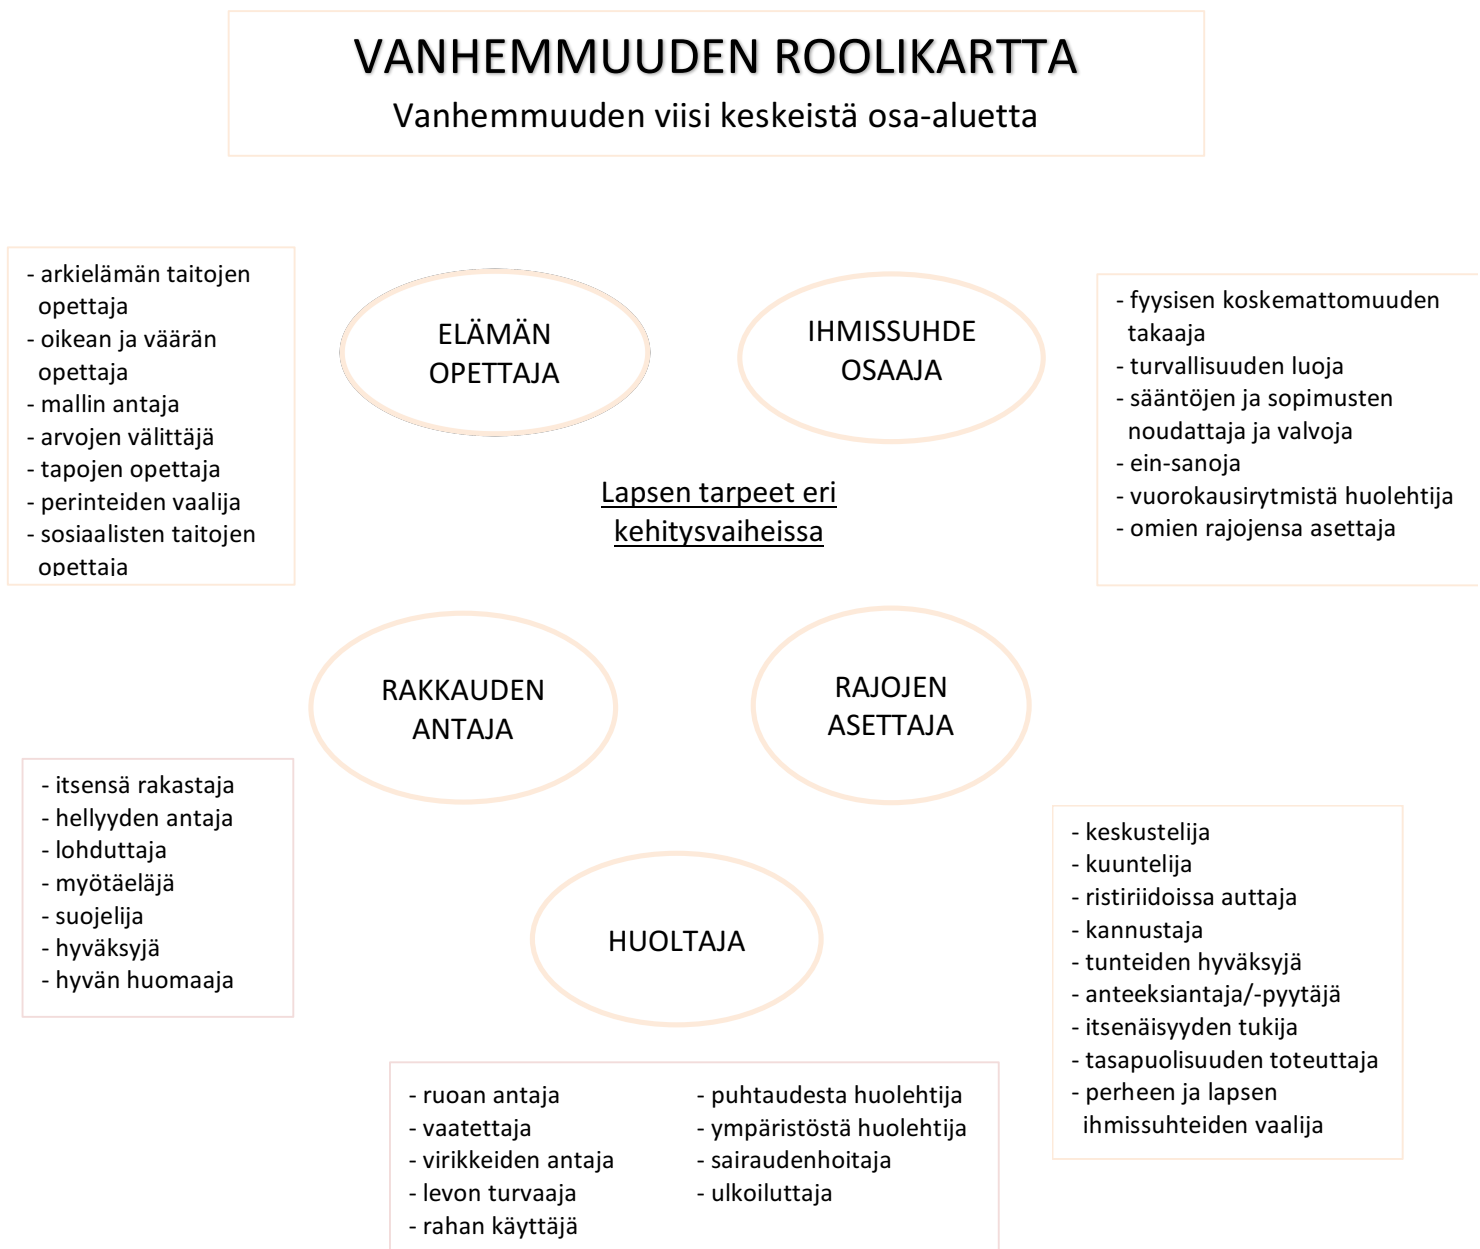 VANHEMMUUDEN ROOLIKARTTA
Vanhemmuuden viisi keskeistä osa-aluetta
- arkielämän taitojen
opettaja
- oikean ja väärän
opettaja
- mallin antaja
- arvojen välittäjä
- tapojen opettaja
- perinteiden vaalija
- sosiaalisten taitojen
opettaja
ELÄMÄN
OPETTAJA
IHMISSUHDE
OSAAJA
- fyysisen koskemattomuuden
takaaja
- turvallisuuden luoja
- sääntöjen ja sopimusten
noudattaja ja valvoja
- ein-sanoja
- vuorokausirytmistä huolehtija
- omien rajojensa asettaja
Lapsen tarpeet eri
kehitysvaiheissa
RAKKAUDEN
ANTAJA
RAJOJEN
ASETTAJA
- itsensä rakastaja
- hellyyden antaja
- lohduttaja
- myötäeläjä
- suojelija
- hyväksyjä
- hyvän huomaaja
HUOLTAJA
- keskustelija
- kuuntelija
- ristiriidoissa auttaja
- kannustaja
- tunteiden hyväksyjä
- anteeksiantaja/-pyytäjä
- itsenäisyyden tukija
- tasapuolisuuden toteuttaja
- perheen ja lapsen
ihmissuhteiden vaalija
- ruoan antaja
- vaatettaja
- virikkeiden antaja
- levon turvaaja
- rahan käyttäjä
- puhtaudesta huolehtija
- ympäristöstä huolehtija
- sairaudenhoitaja
- ulkoiluttaja